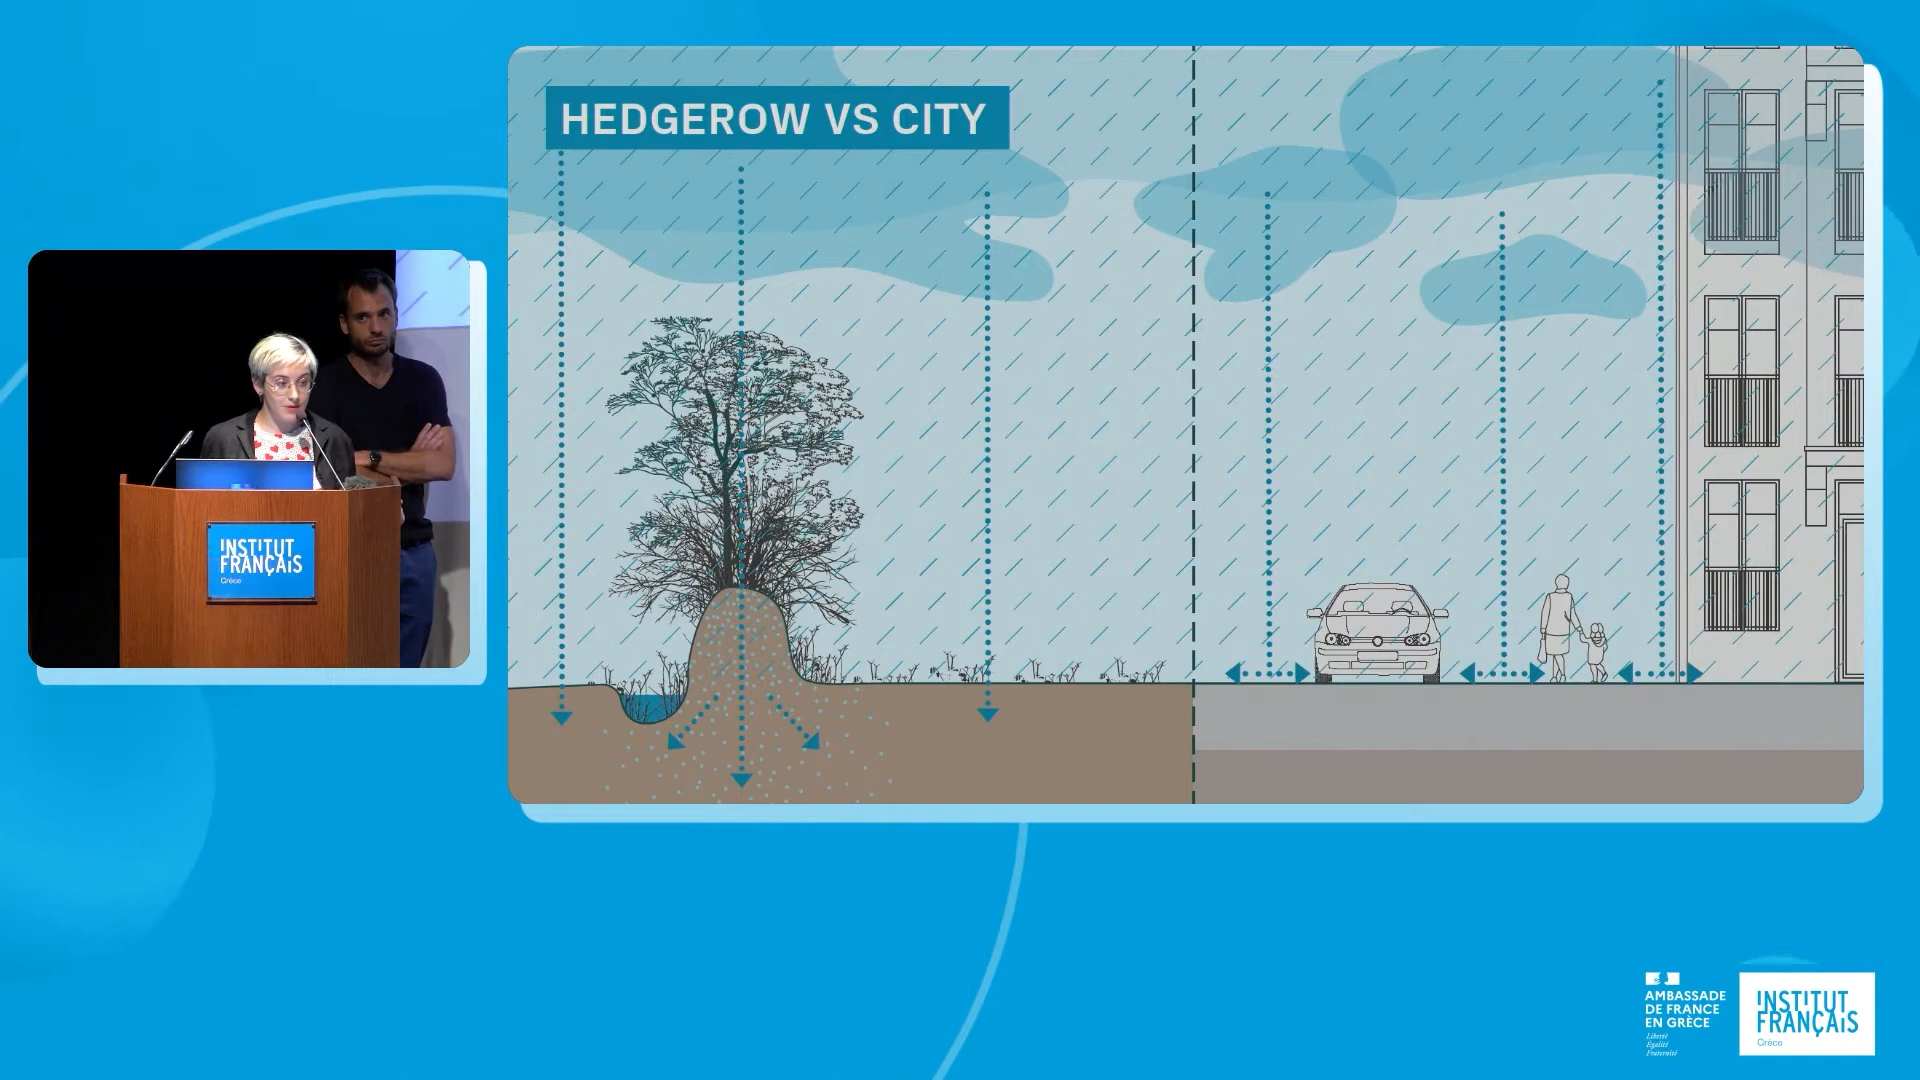 HEDGEROW VS CITY
INSTITUT
FRANÇAIS
Grèce
AMBASSADE
DE FRANCE
EN GRÈCE
Liberté
Égalité
Fraternité
INSTITUT
FRANÇAIS
Grèce